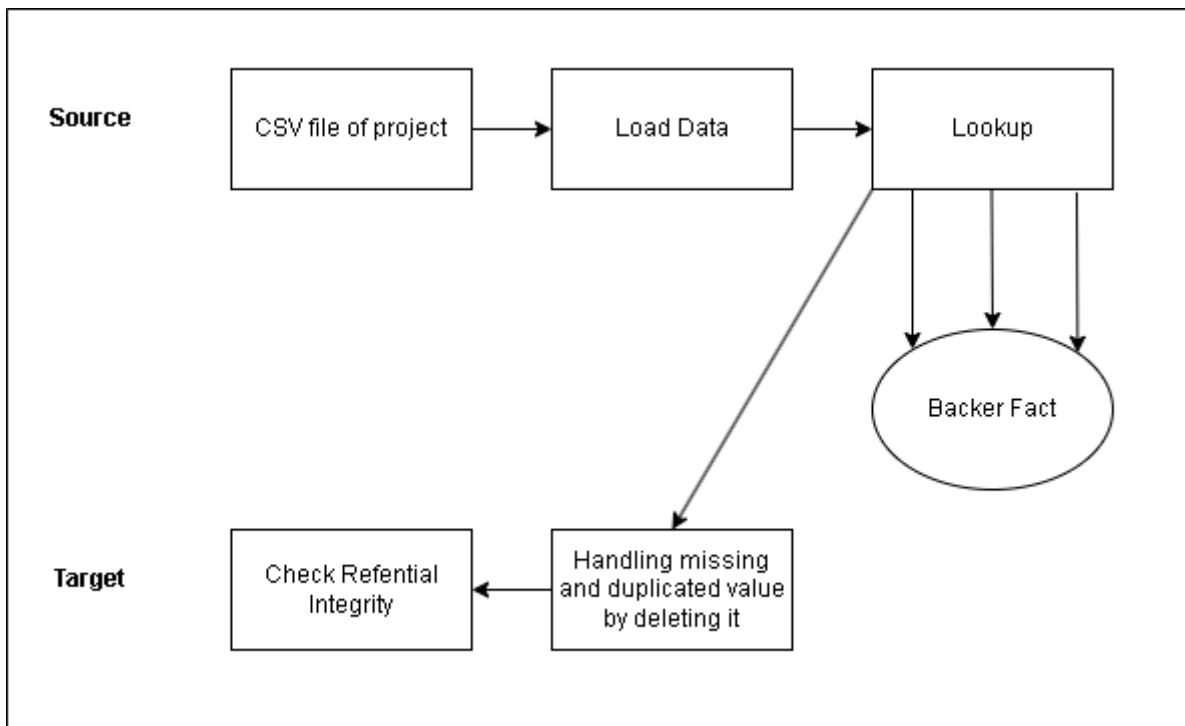 Source
CSV file of project
Load Data
Lookup
Backer Fact
Target
Check Refential
Integrity
Handling missing
and duplicated value
by deleting it